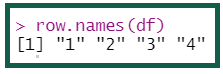 > row.names(df)
[1] "1" "2" "3" "4"